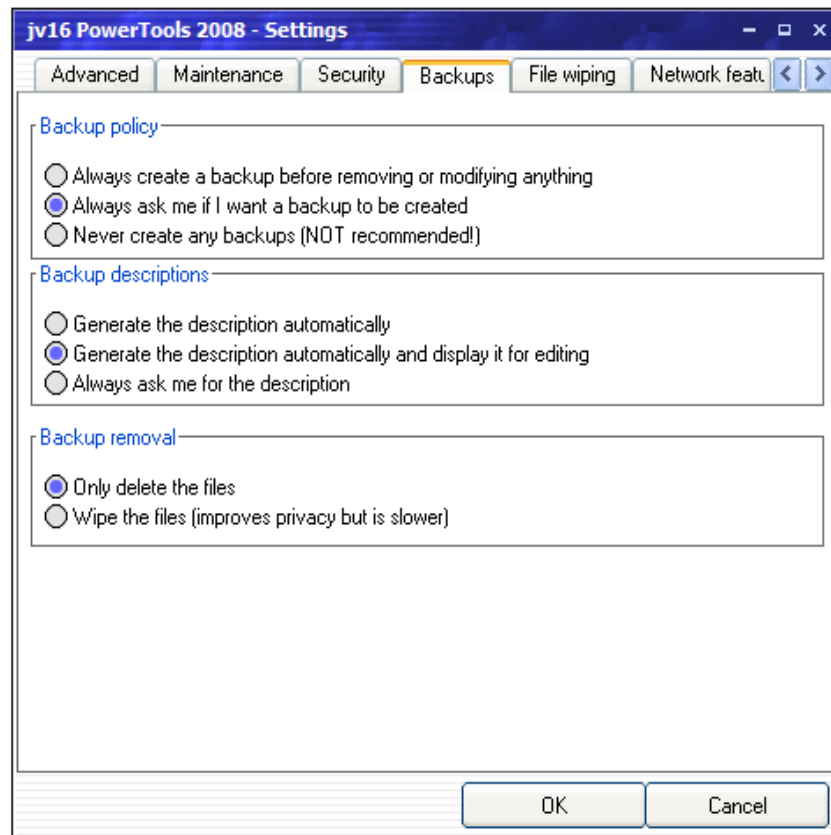 jv16 PowerTools 2008 - Settings
Advanced Maintenance Security Backups File wiping Network featu
Backup policy
Always create a backup before removing or modifying anything
Always ask me if I want a backup to be created
Never create any backups (NOT recommended!)
Backup descriptions
Generate the description automatically
Generate the description automatically and display it for editing
Always ask me for the description
Backup removal
Only delete the files
Wipe the files (improves privacy but is slower)
OK Cancel